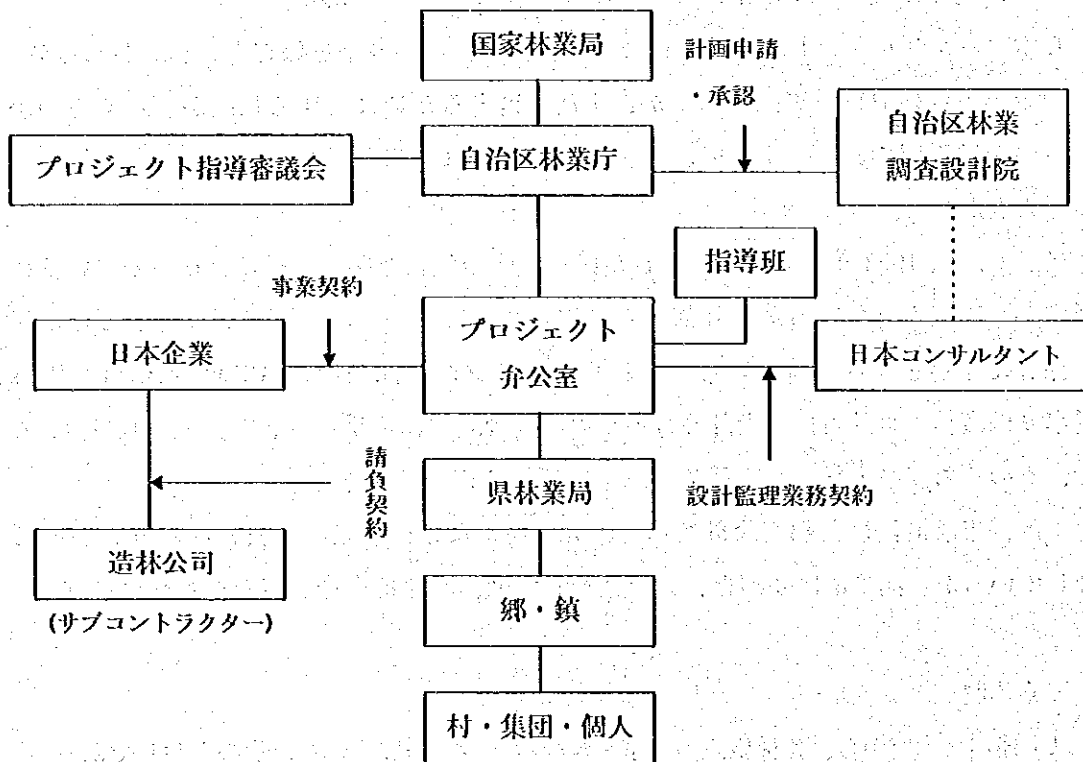 国家林業局
計画申請
・承認
自治区林業
調査設計院
プロジェクト指導審議会
自治区林業庁
指導班
事業契約
日本企業
プロジェクト
弁公室
日本コンサルタント
請負契約
県林業局
設計監理業務契約
造林公司
(サブコントラクター)
郷・鎮
村・集団・個人